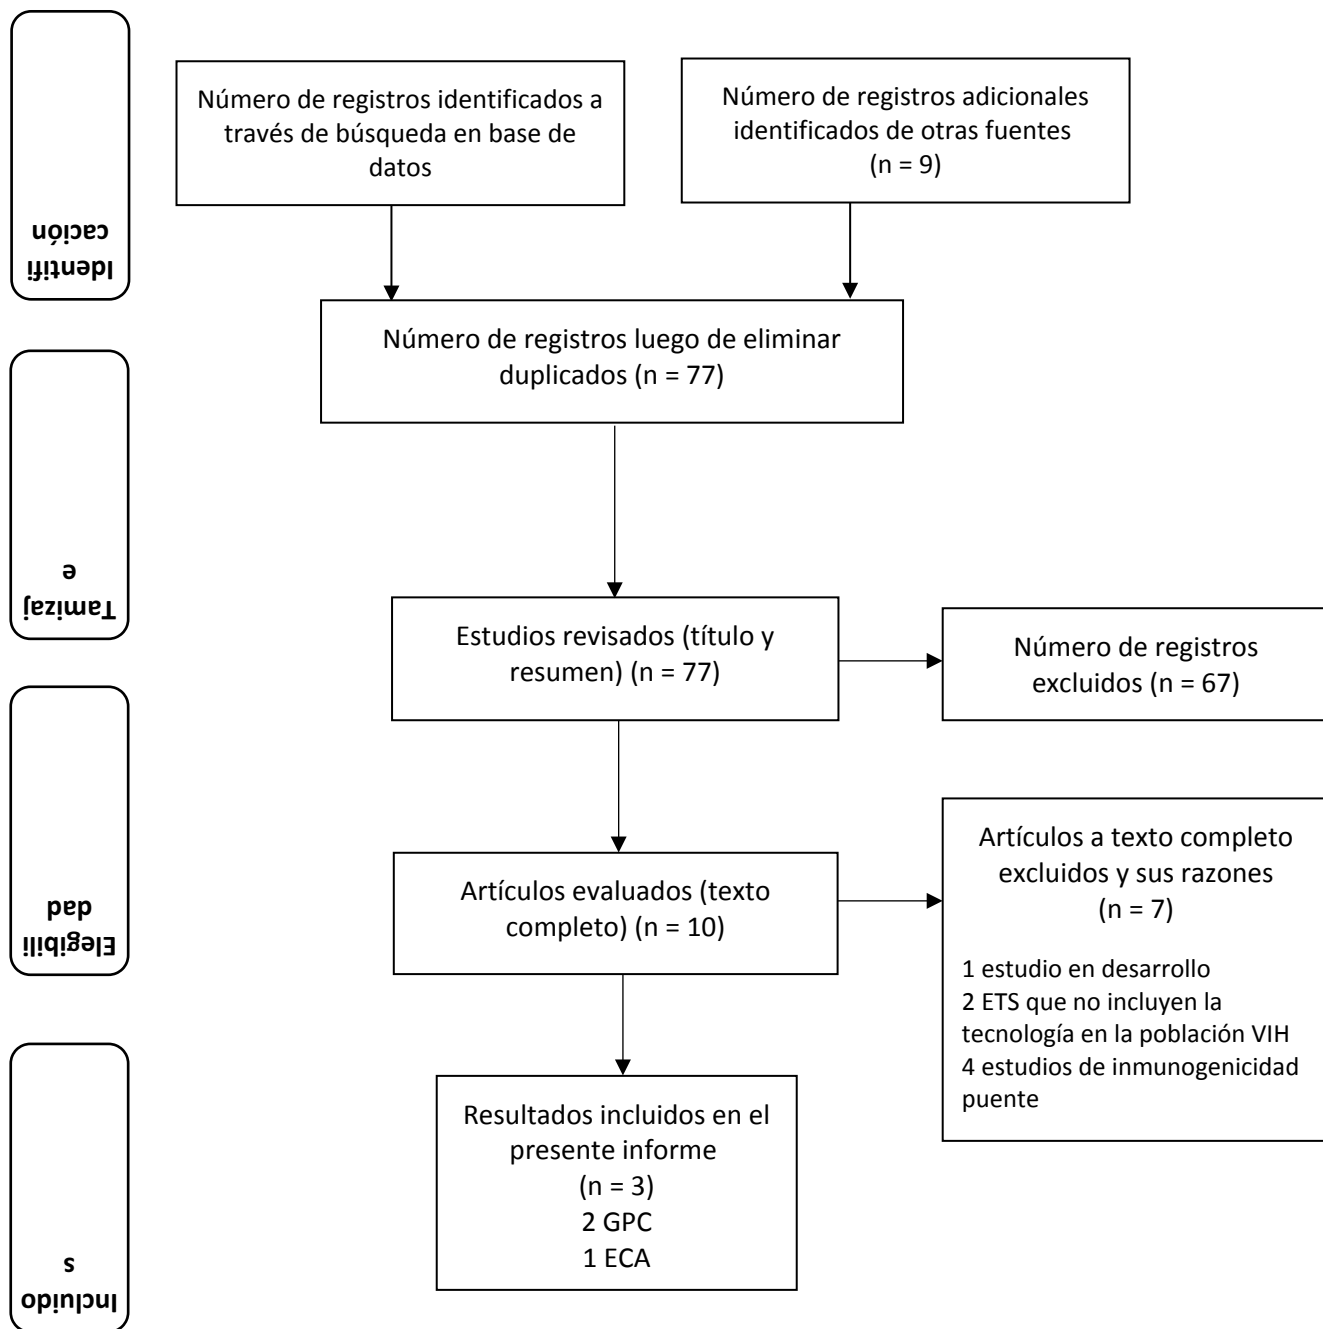 Identifi
cación
Número de registros identificados a
través de búsqueda en base de
datos
Número de registros adicionales
identificados de otras fuentes
(n = 9)
Número de registros luego de eliminar
duplicados (n = 77)
Tamizaj
e
Estudios revisados (título y
resumen) (n = 77)
Número de registros
excluidos (n = 67)
Elegibili
dad
Artículos evaluados (texto
completo) (n = 10)
Artículos a texto completo
excluidos y sus razones
(n = 7)
1 estudio en desarrollo
2 ETS que no incluyen la
tecnología en la población VIH
4 estudios de inmunogenicidad
puente
Incluido
s
Resultados incluidos en el
presente informe
(n = 3)
2 GPC
1 ECA